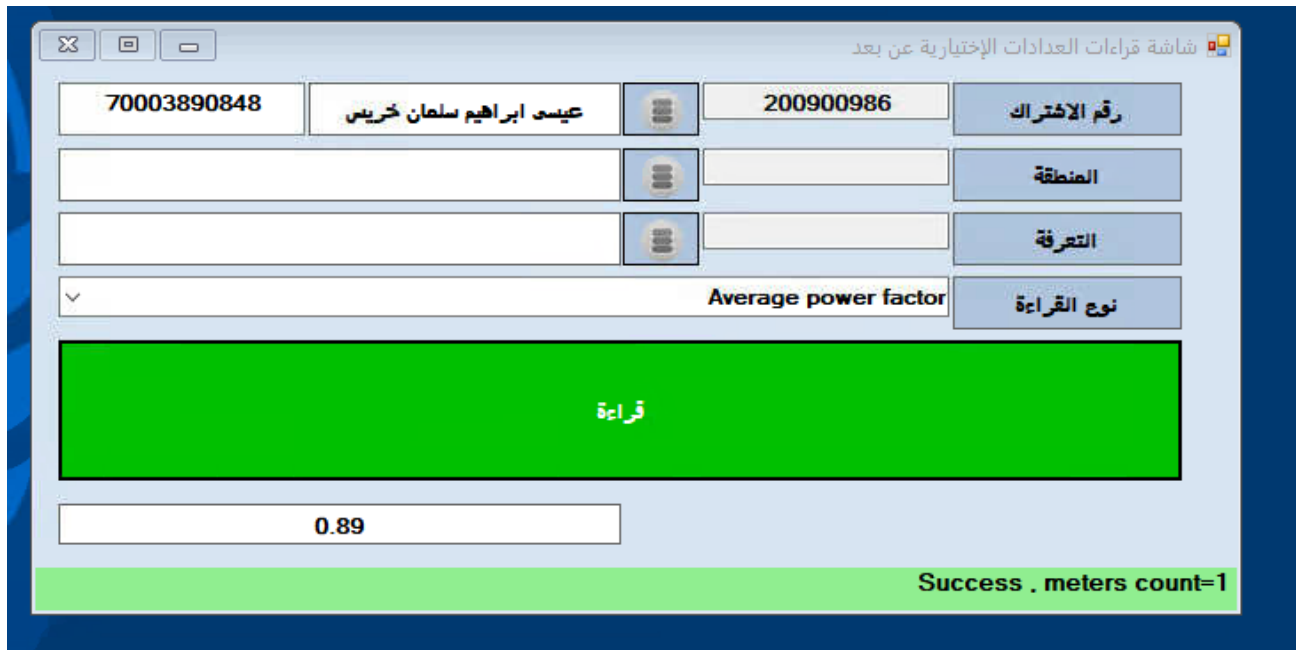 شاشة قراءات العدادات الإختيارية عن بعد
رقم الاشتراك 200900986 عيسى ابراهيم سلمان خريس 70003890848
المنطقة
التعرفة
نوع القراءة Average power factor
قراءة
0.89
Success , meters count=1